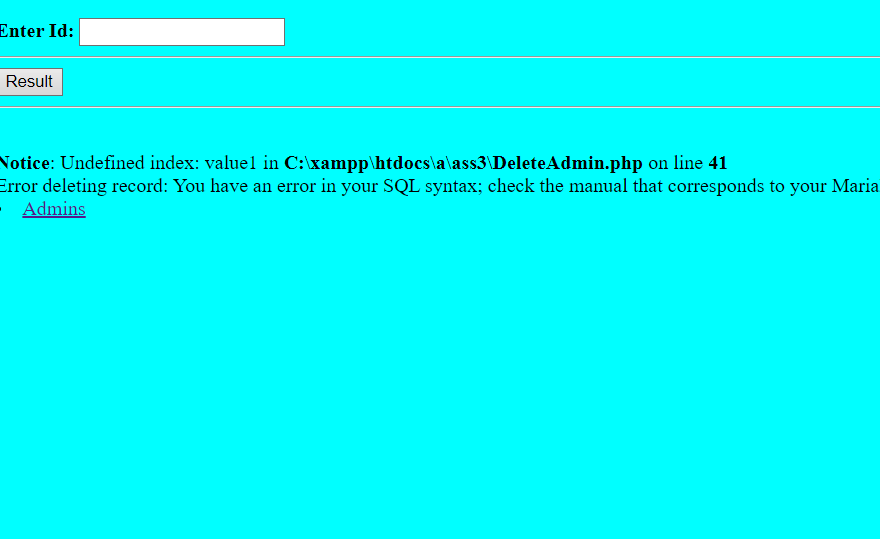 Enter Id:
Result
Notice: Undefined index: value1 in C:\xampp\htdocs\a\ass3\DeleteAdmin.php on line 41
Error deleting record: You have an error in your SQL syntax; check the manual that corresponds to your Maria
• Admins